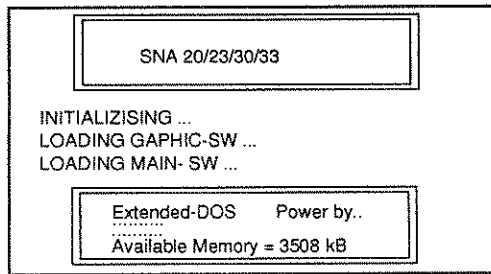 SNA 20/23/30/33
INITIALIZISING ...
LOADING GAPHIC-SW ...
LOADING MAIN- SW ...
Extended-DOS Power by..
..........
..........
Available Memory = 3508 kB